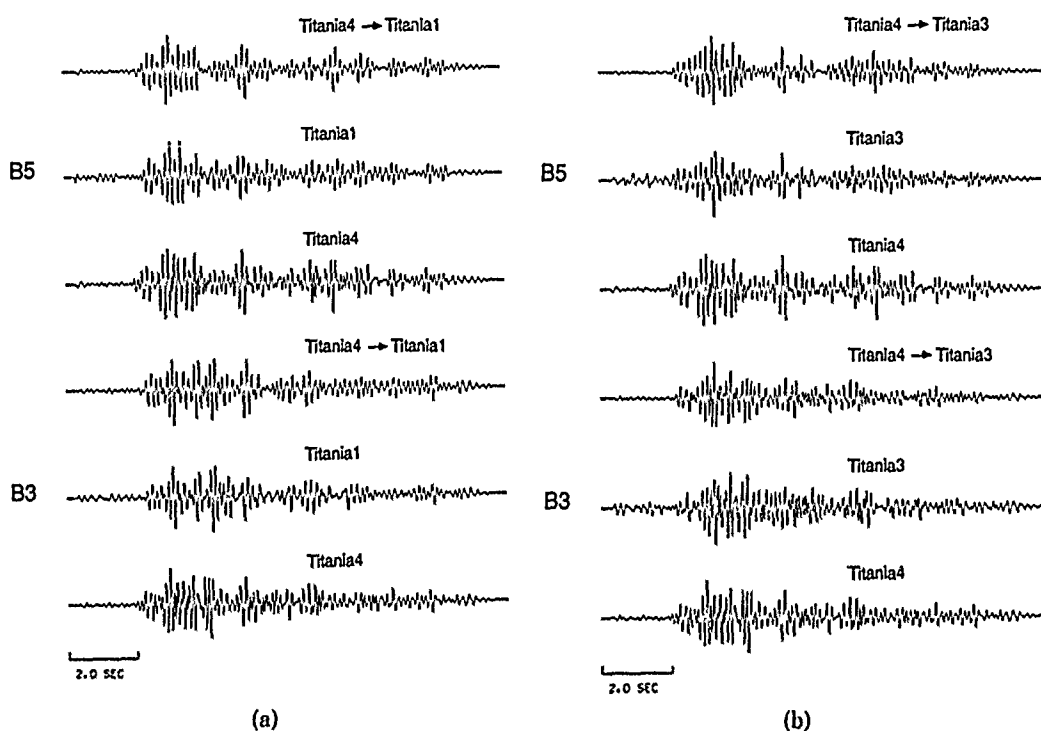 Titania4 → Titania1
Titania1
B5
Titania4
Titania4 → Titania1
Titania1
B3
Titania4
2.0 SEC
(a)
Titania4 → Titania3
Titania3
B5
Titania4
Titania4 → Titania3
Titania3
B3
Titania4
2.0 SEC
(b)